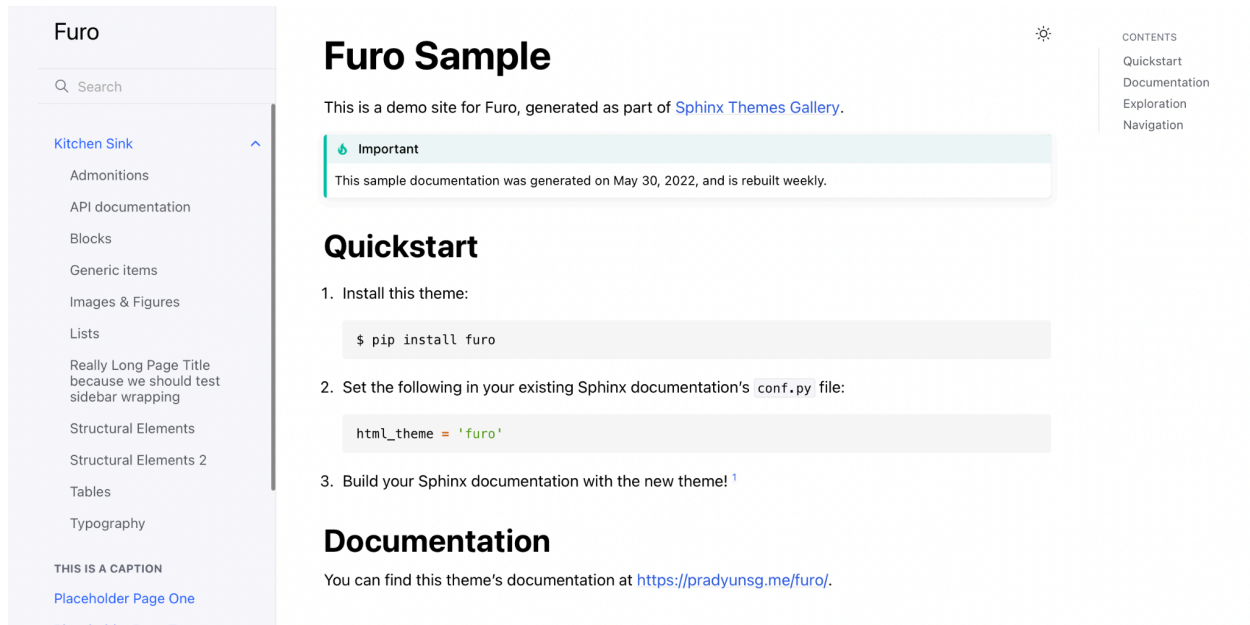 Furo
Search
Kitchen Sink
Admonitions
API documentation
Blocks
Generic items
Images & Figures
Lists
Really Long Page Title
because we should test
sidebar wrapping
Structural Elements
Structural Elements 2
Tables
Typography
THIS IS A CAPTION
Placeholder Page One
Furo Sample
This is a demo site for Furo, generated as part of Sphinx Themes Gallery.
Important
This sample documentation was generated on May 30, 2022, and is rebuilt weekly.
Quickstart
1. Install this theme:
$ pip install furo
2. Set the following in your existing Sphinx documentation’s conf.py file:
html_theme = 'furo'
3. Build your Sphinx documentation with the new theme! 1
Documentation
You can find this theme’s documentation at https://pradyunsg.me/furo/.
CONTENTS
Quickstart
Documentation
Exploration
Navigation